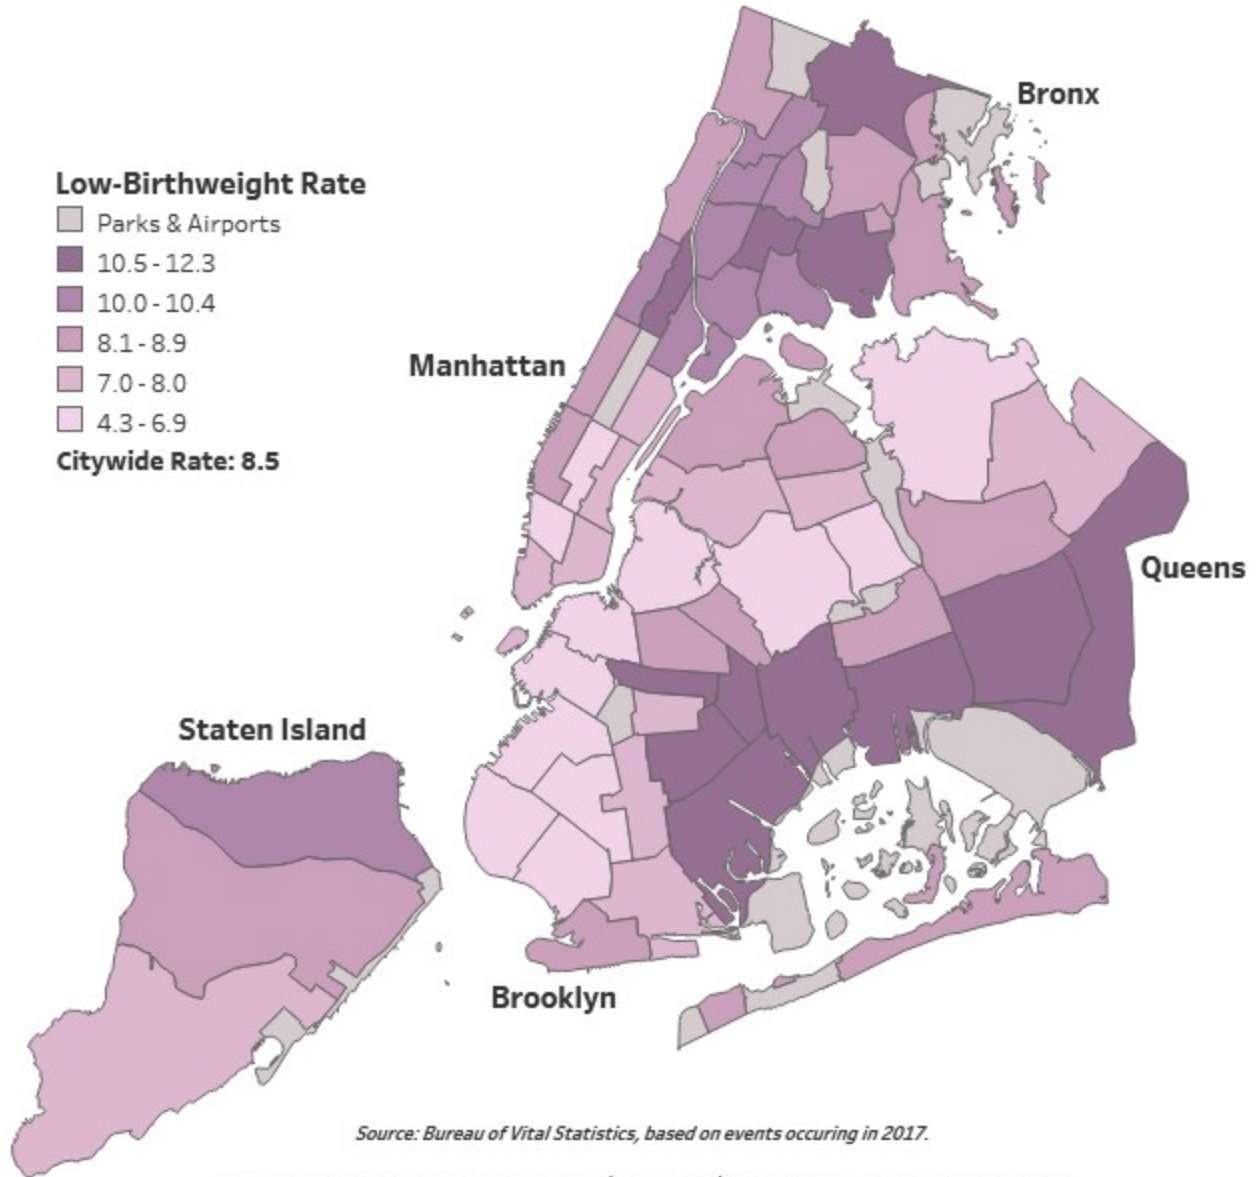 Bronx
Low-Birthweight Rate
Parks & Airports
10.5 - 12.3
10.0 - 10.4
8.1 - 8.9
7.0 - 8.0
4.3 - 6.9
Citywide Rate: 8.5
Manhattan
Queens
Staten Island
Brooklyn
Source: Bureau of Vital Statistics, based on events occuring in 2017.